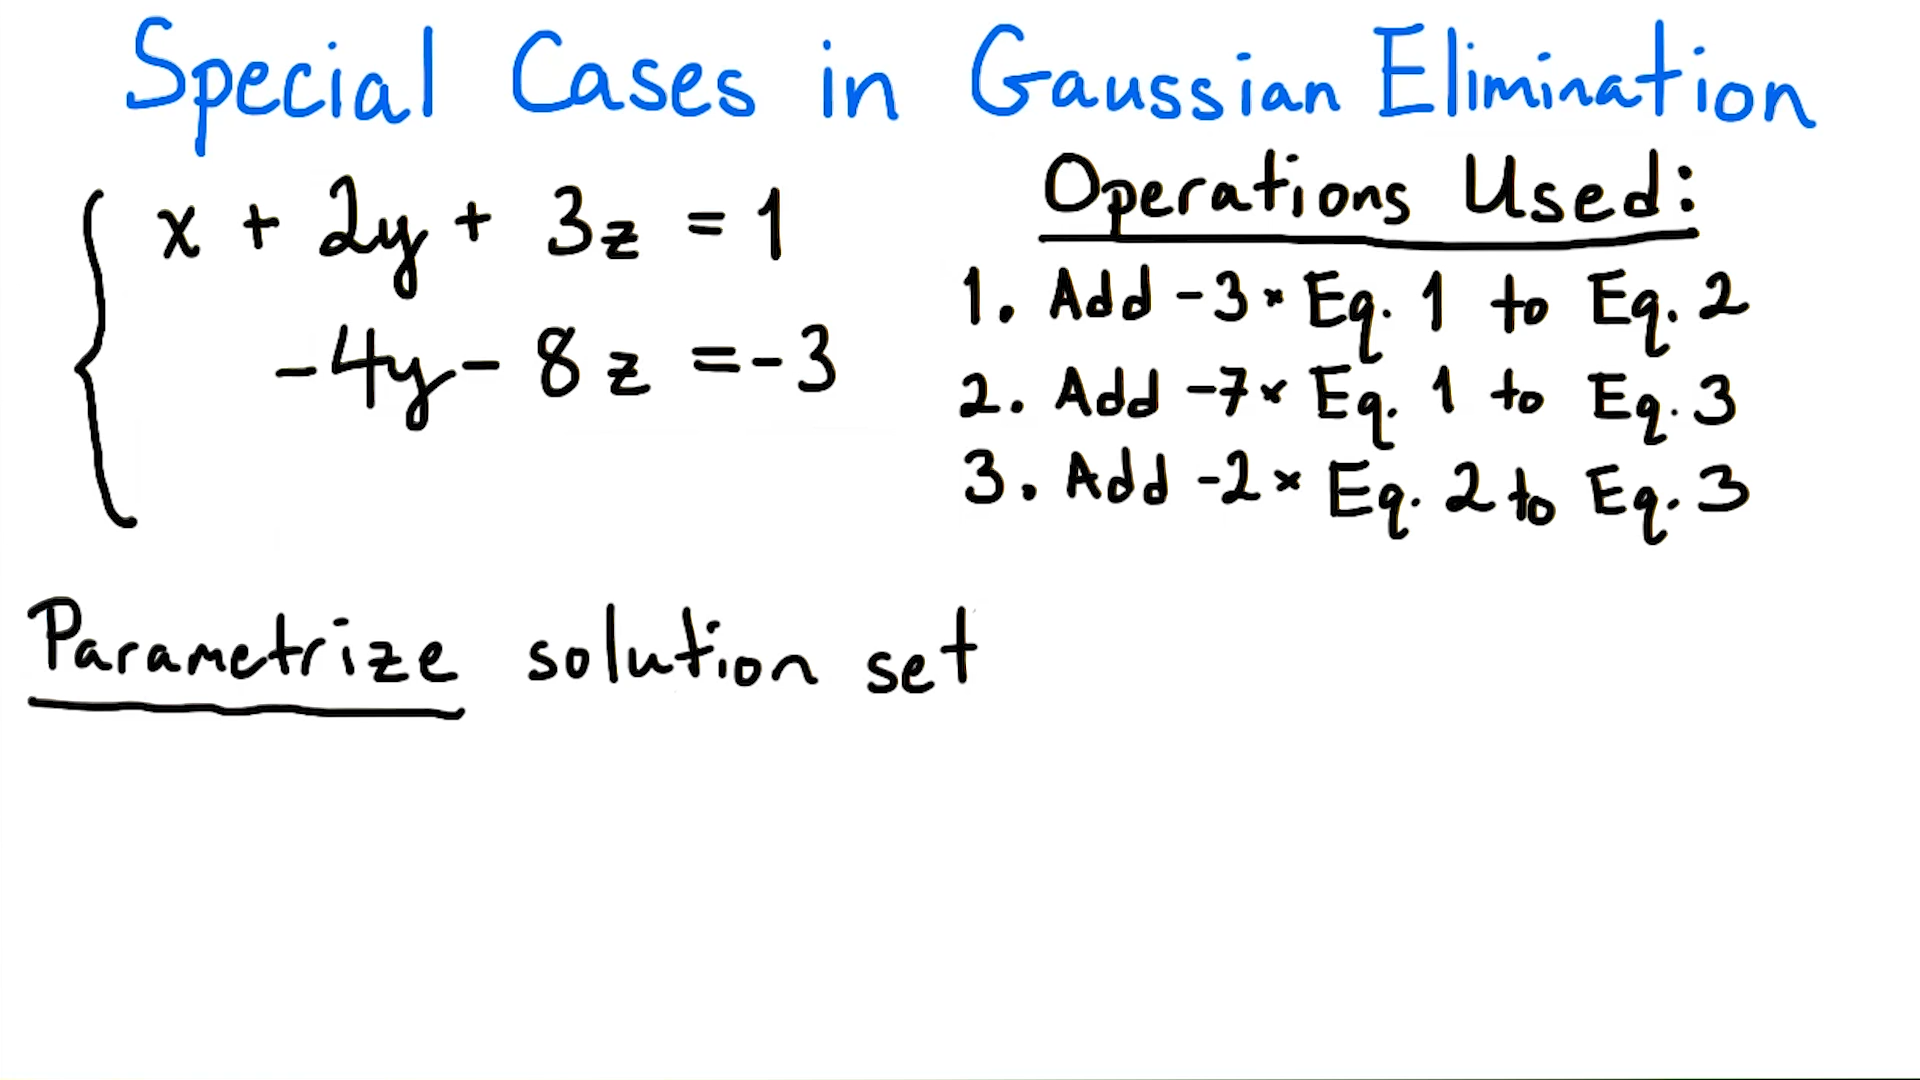 Special Cases in Gaussian Elimination
x + 2y + 3z = 1
-4y - 8z = -3
Operations Used:
1. Add -3 × Eq. 1 to Eq. 2
2. Add -7 × Eq. 1 to Eq. 3
3. Add -2 × Eq. 2 to Eq. 3
Parametrize solution set